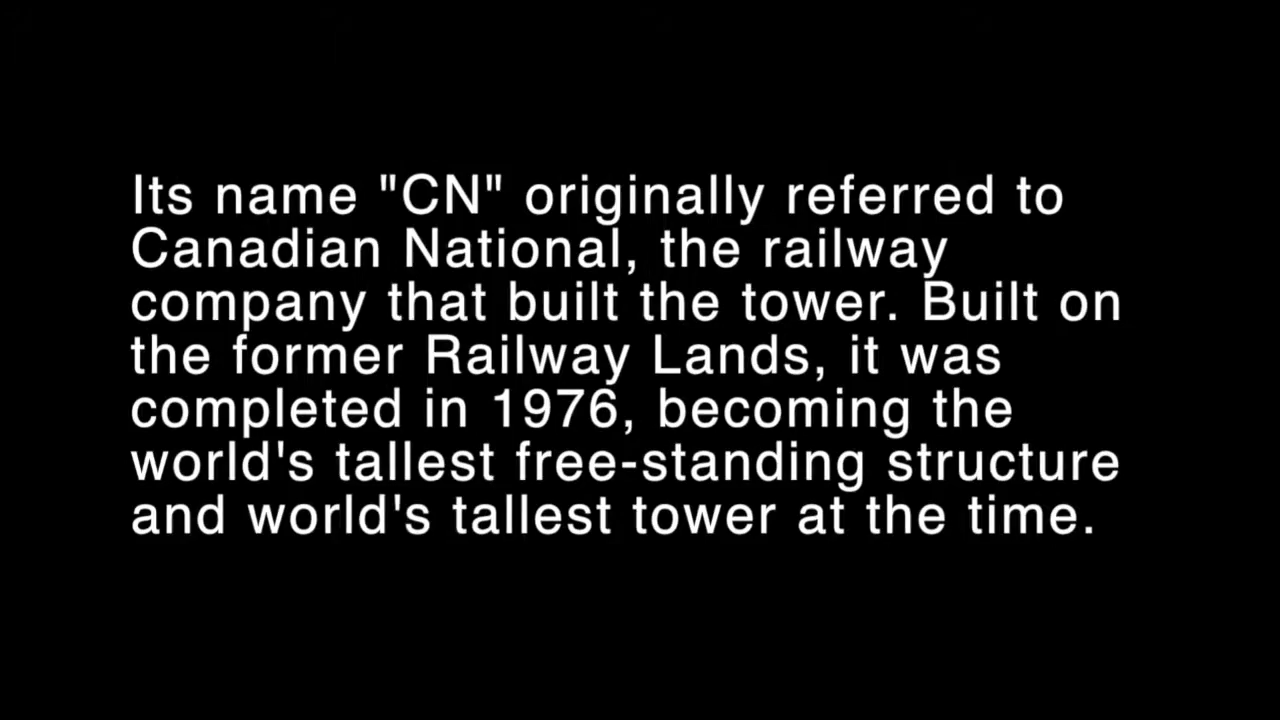 Its name "CN" originally referred to
Canadian National, the railway
company that built the tower. Built on
the former Railway Lands, it was
completed in 1976, becoming the
world's tallest free-standing structure
and world's tallest tower at the time.